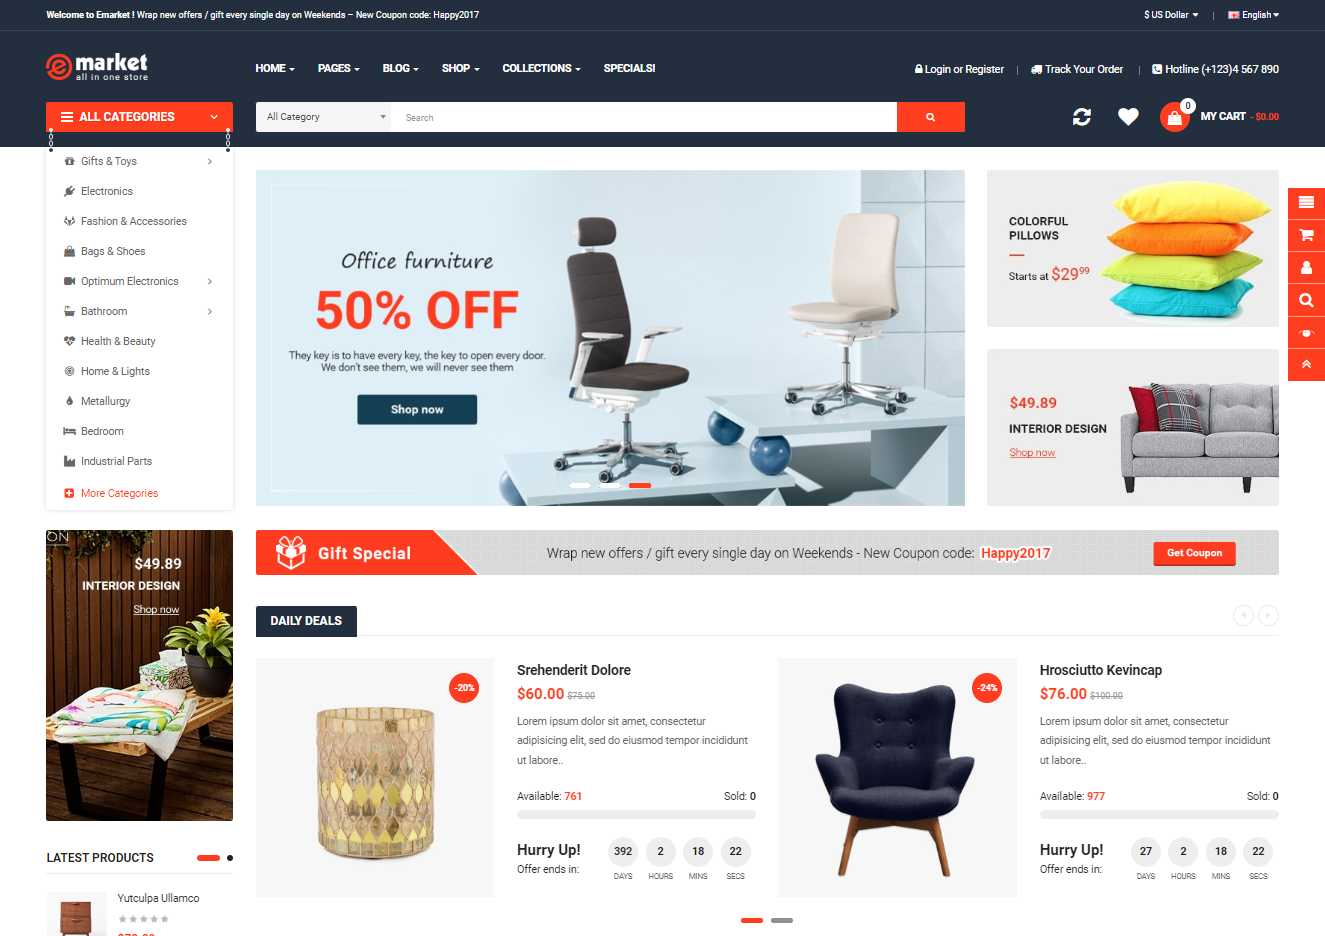 Welcome to Emarket ! Wrap new offers / gift every single day on Weekends – New Coupon code: Happy2017
$ US Dollar
English
e market
all in one store
HOME
PAGES
BLOG
SHOP
COLLECTIONS
SPECIALS!
Login or Register
Track Your Order
Hotline (+123)4 567 890
ALL CATEGORIES
All Category
Search
0
MY CART - $0.00
Gifts & Toys
Electronics
Fashion & Accessories
Bags & Shoes
Optimum Electronics
Bathroom
Health & Beauty
Home & Lights
Metallurgy
Bedroom
Industrial Parts
More Categories
Office furniture
50% OFF
They key is to have every key, the key to open every door.
We don't see them, we will never see them
Shop now
COLORFUL
PILLOWS
Starts at $29⁹⁹
$49.89
INTERIOR DESIGN
Shop now
ON
$49.89
INTERIOR DESIGN
Shop now
Gift Special
Wrap new offers / gift every single day on Weekends - New Coupon code: Happy2017
Get Coupon
DAILY DEALS
-20%
Srehenderit Dolore
$60.00 $75.00
Lorem ipsum dolor sit amet, consectetur
adipisicing elit, sed do eiusmod tempor incididunt
ut labore..
Available: 761
Sold: 0
Hurry Up!
Offer ends in:
392 2 18 22
DAYS HOURS MINS SECS
-24%
Hrosciutto Kevincap
$76.00 $100.00
Lorem ipsum dolor sit amet, consectetur
adipisicing elit, sed do eiusmod tempor incididunt
ut labore..
Available: 977
Sold: 0
Hurry Up!
Offer ends in:
27 2 18 22
DAYS HOURS MINS SECS
LATEST PRODUCTS
Yutculpa Ullamco